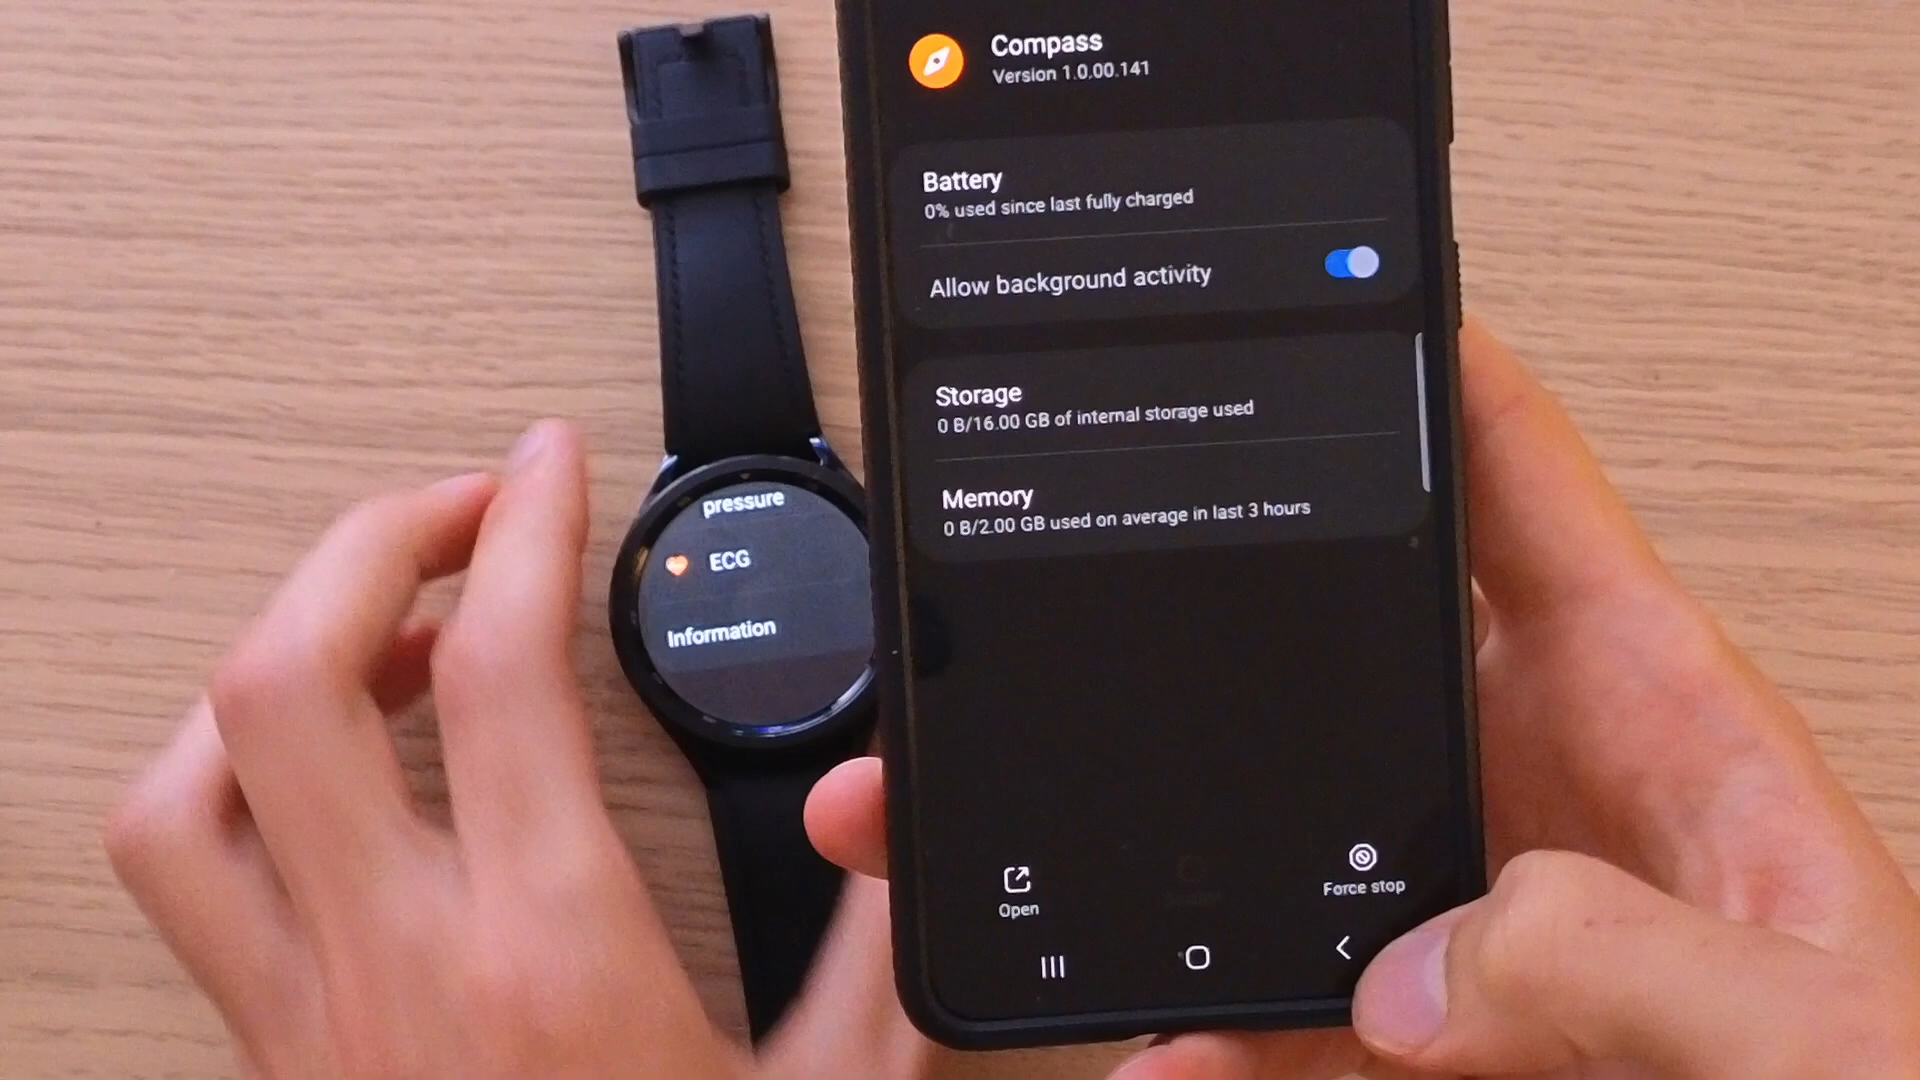 Compass
Version 1.0.00.141
Battery
0% used since last fully charged
Allow background activity
Storage
0 B/16.00 GB of internal storage used
Memory
0 B/2.00 GB used on average in last 3 hours
Open
Force stop
pressure
ECG
Information